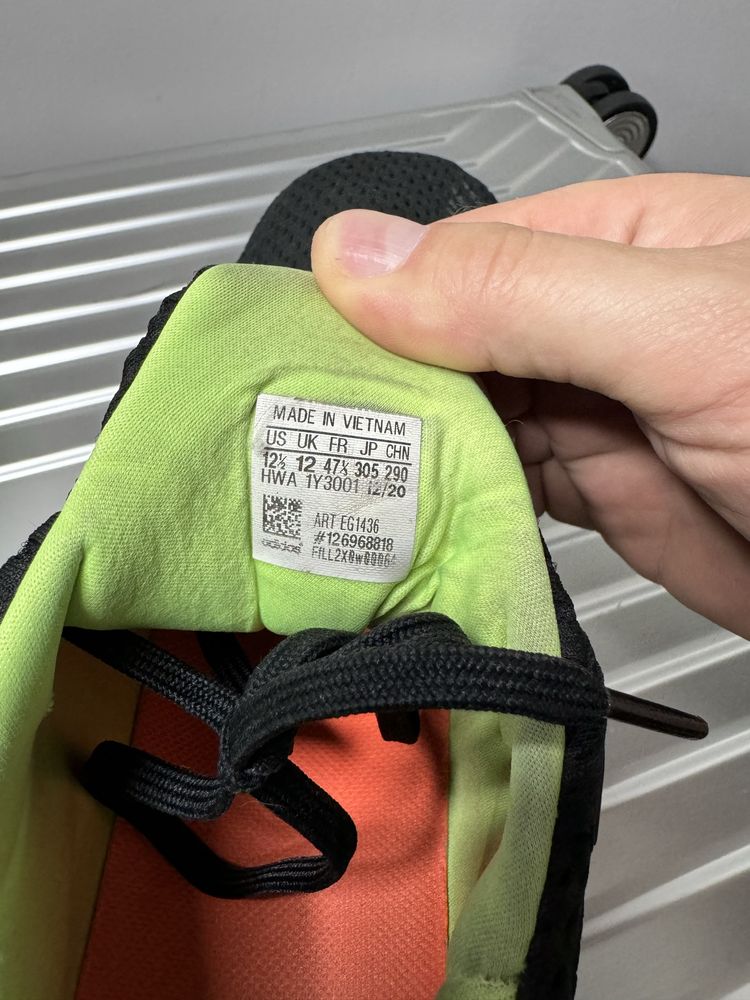 MADE IN VIETNAM
US UK FR JP CHN
12½ 12 47⅓ 305 290
HWA 1Y3001 12/20
ART EG1436
#126968818
adidas